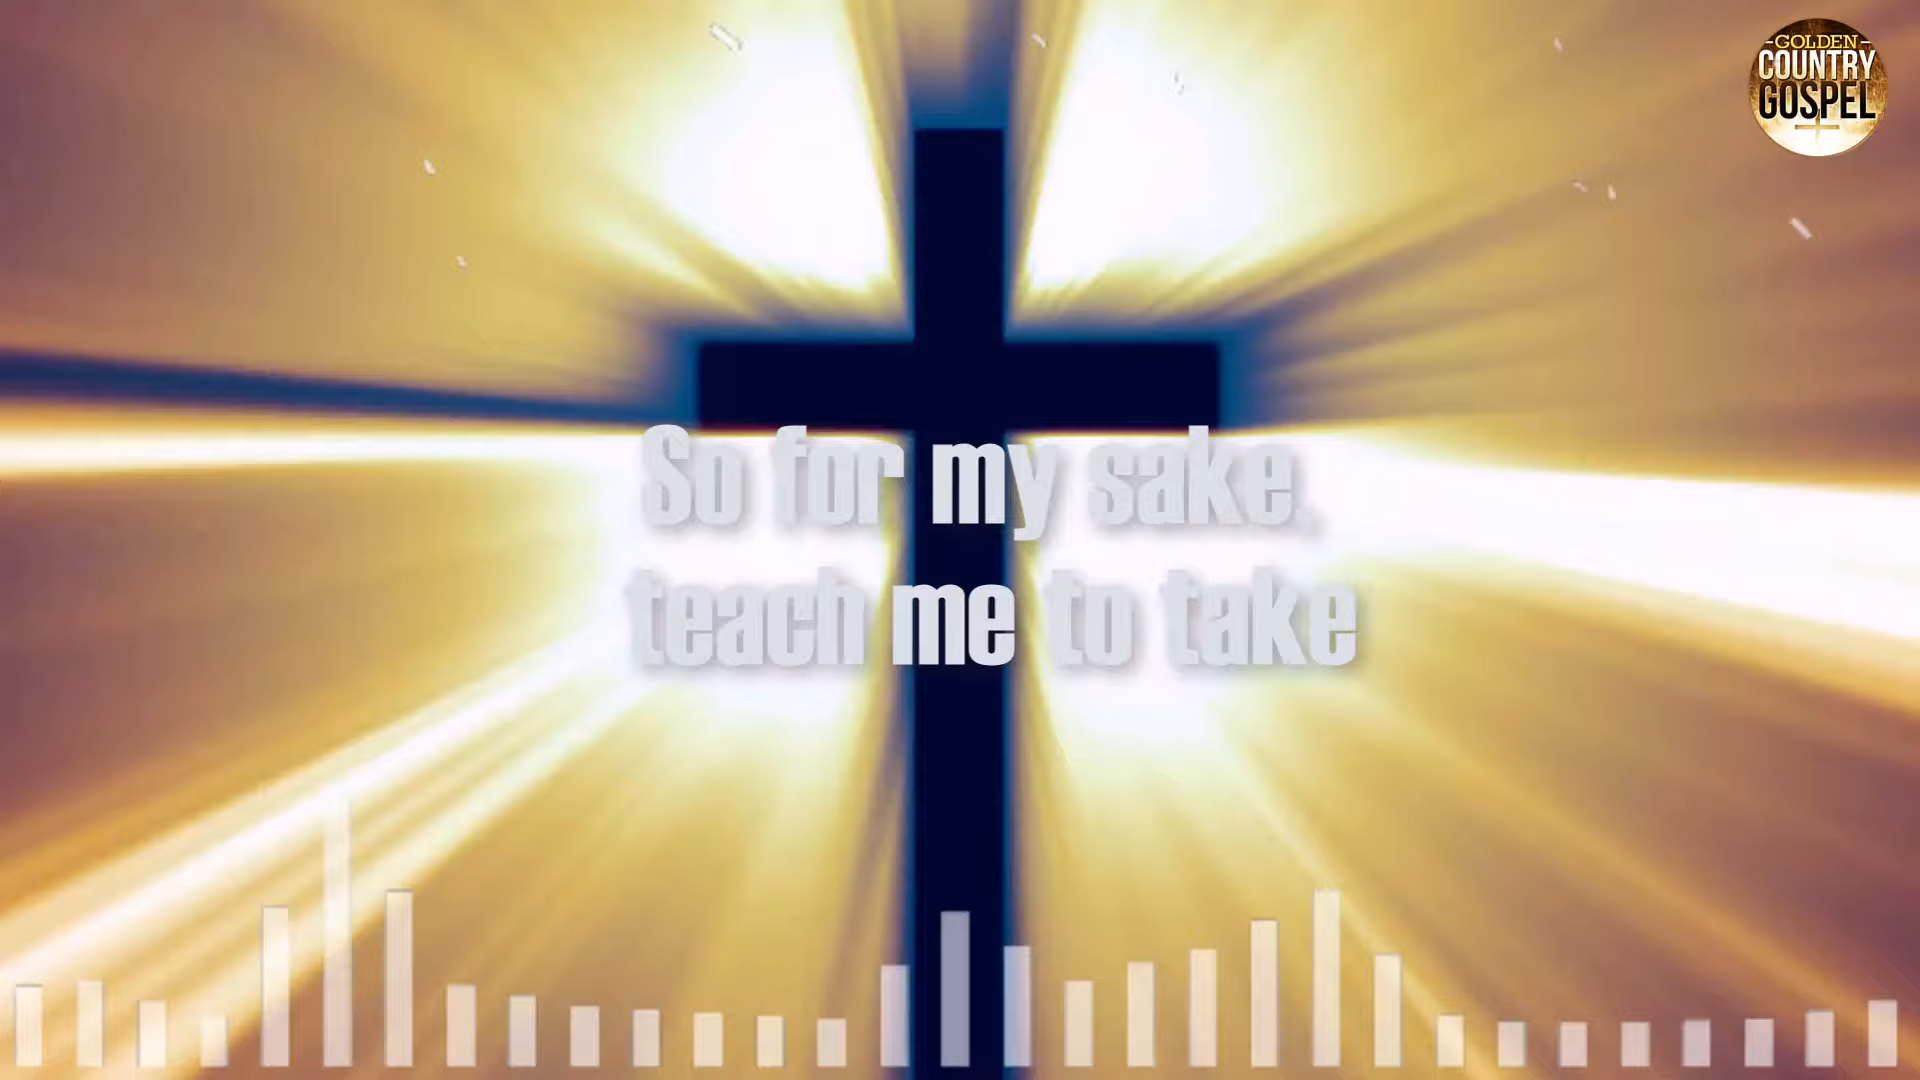 -GOLDEN-
COUNTRY
GOSPEL
So for my sake,
teach me to take